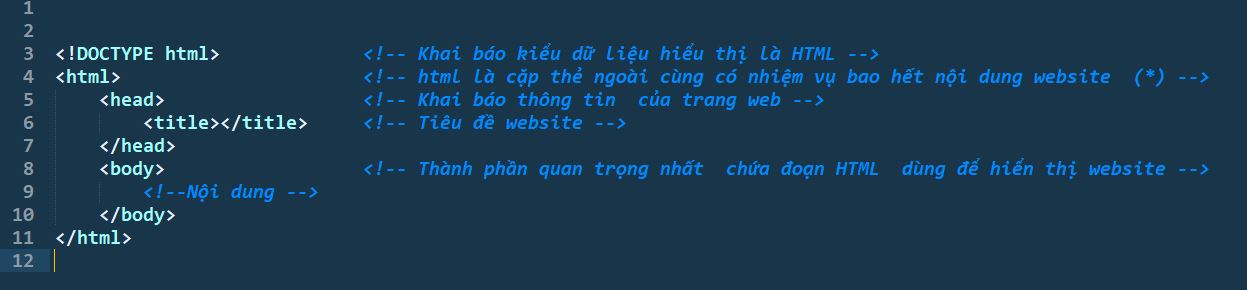 1
2
3 <!DOCTYPE html> <!-- Khai báo kiểu dữ liệu hiểu thị là HTML -->
4 <html> <!-- html là cặp thẻ ngoài cùng có nhiệm vụ bao hết nội dung website (*) -->
5 <head> <!-- Khai báo thông tin của trang web -->
6 <title></title> <!-- Tiêu đề website -->
7 </head>
8 <body> <!-- Thành phần quan trọng nhất chứa đoạn HTML dùng để hiển thị website -->
9 <!--Nội dung -->
10 </body>
11 </html>
12